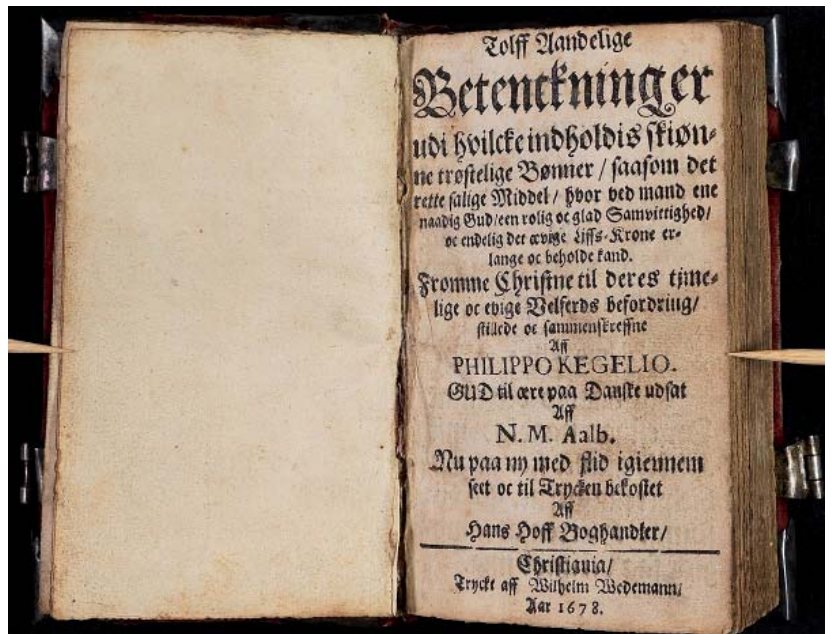 Tolff Aandelige
Betenckninger
udi hvilcke indholdis skiøn-
ne trøstelige Bønner / saasom det
rette salige Middel / hvor ved mand ene
naadig Gud / een rolig oc glad Samvittighed /
oc endelig det ævige Liffs-Krone er-
lange oc beholde kand.
Fromme Christne til deres time-
lige oc evige Velferds befordring /
stillede oc sammenskreffne
Aff
PHILIPPO KEGELIO.
GUD til ære paa Danske udsat
Aff
N. M. Aalb.
Nu paa ny med flid igiennem
seet oc til Trycken bekostet
Aff
Hans Hoff Boghandler /
Christiania /
Tryckt aff Wilhelm Wedemann /
Aar 1678.